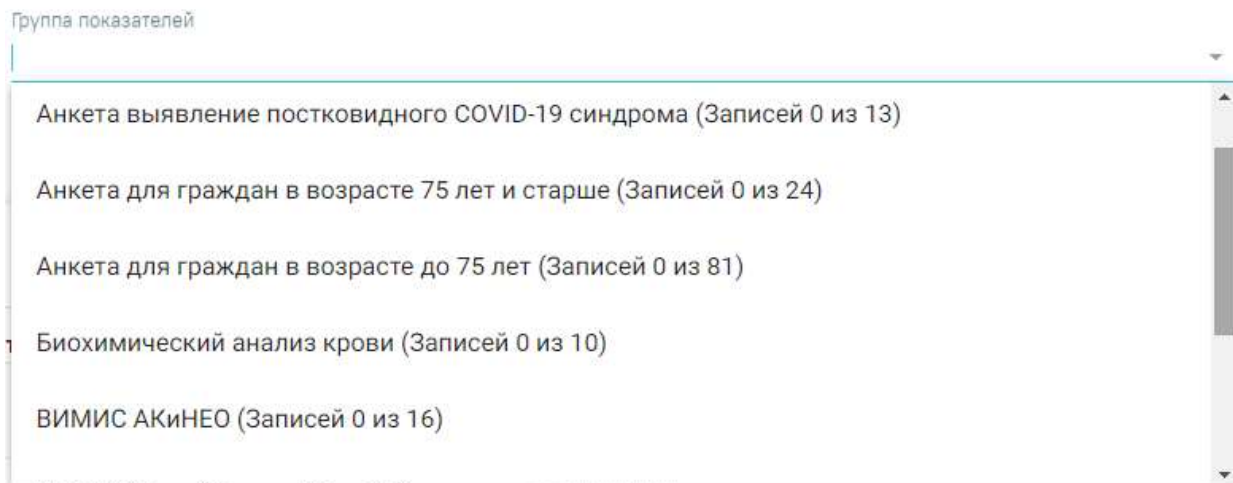 Группа показателей
Анкета выявление постковидного COVID-19 синдрома (Записей 0 из 13)
Анкета для граждан в возрасте 75 лет и старше (Записей 0 из 24)
Анкета для граждан в возрасте до 75 лет (Записей 0 из 81)
Биохимический анализ крови (Записей 0 из 10)
ВИМИС АКиНЕО (Записей 0 из 16)